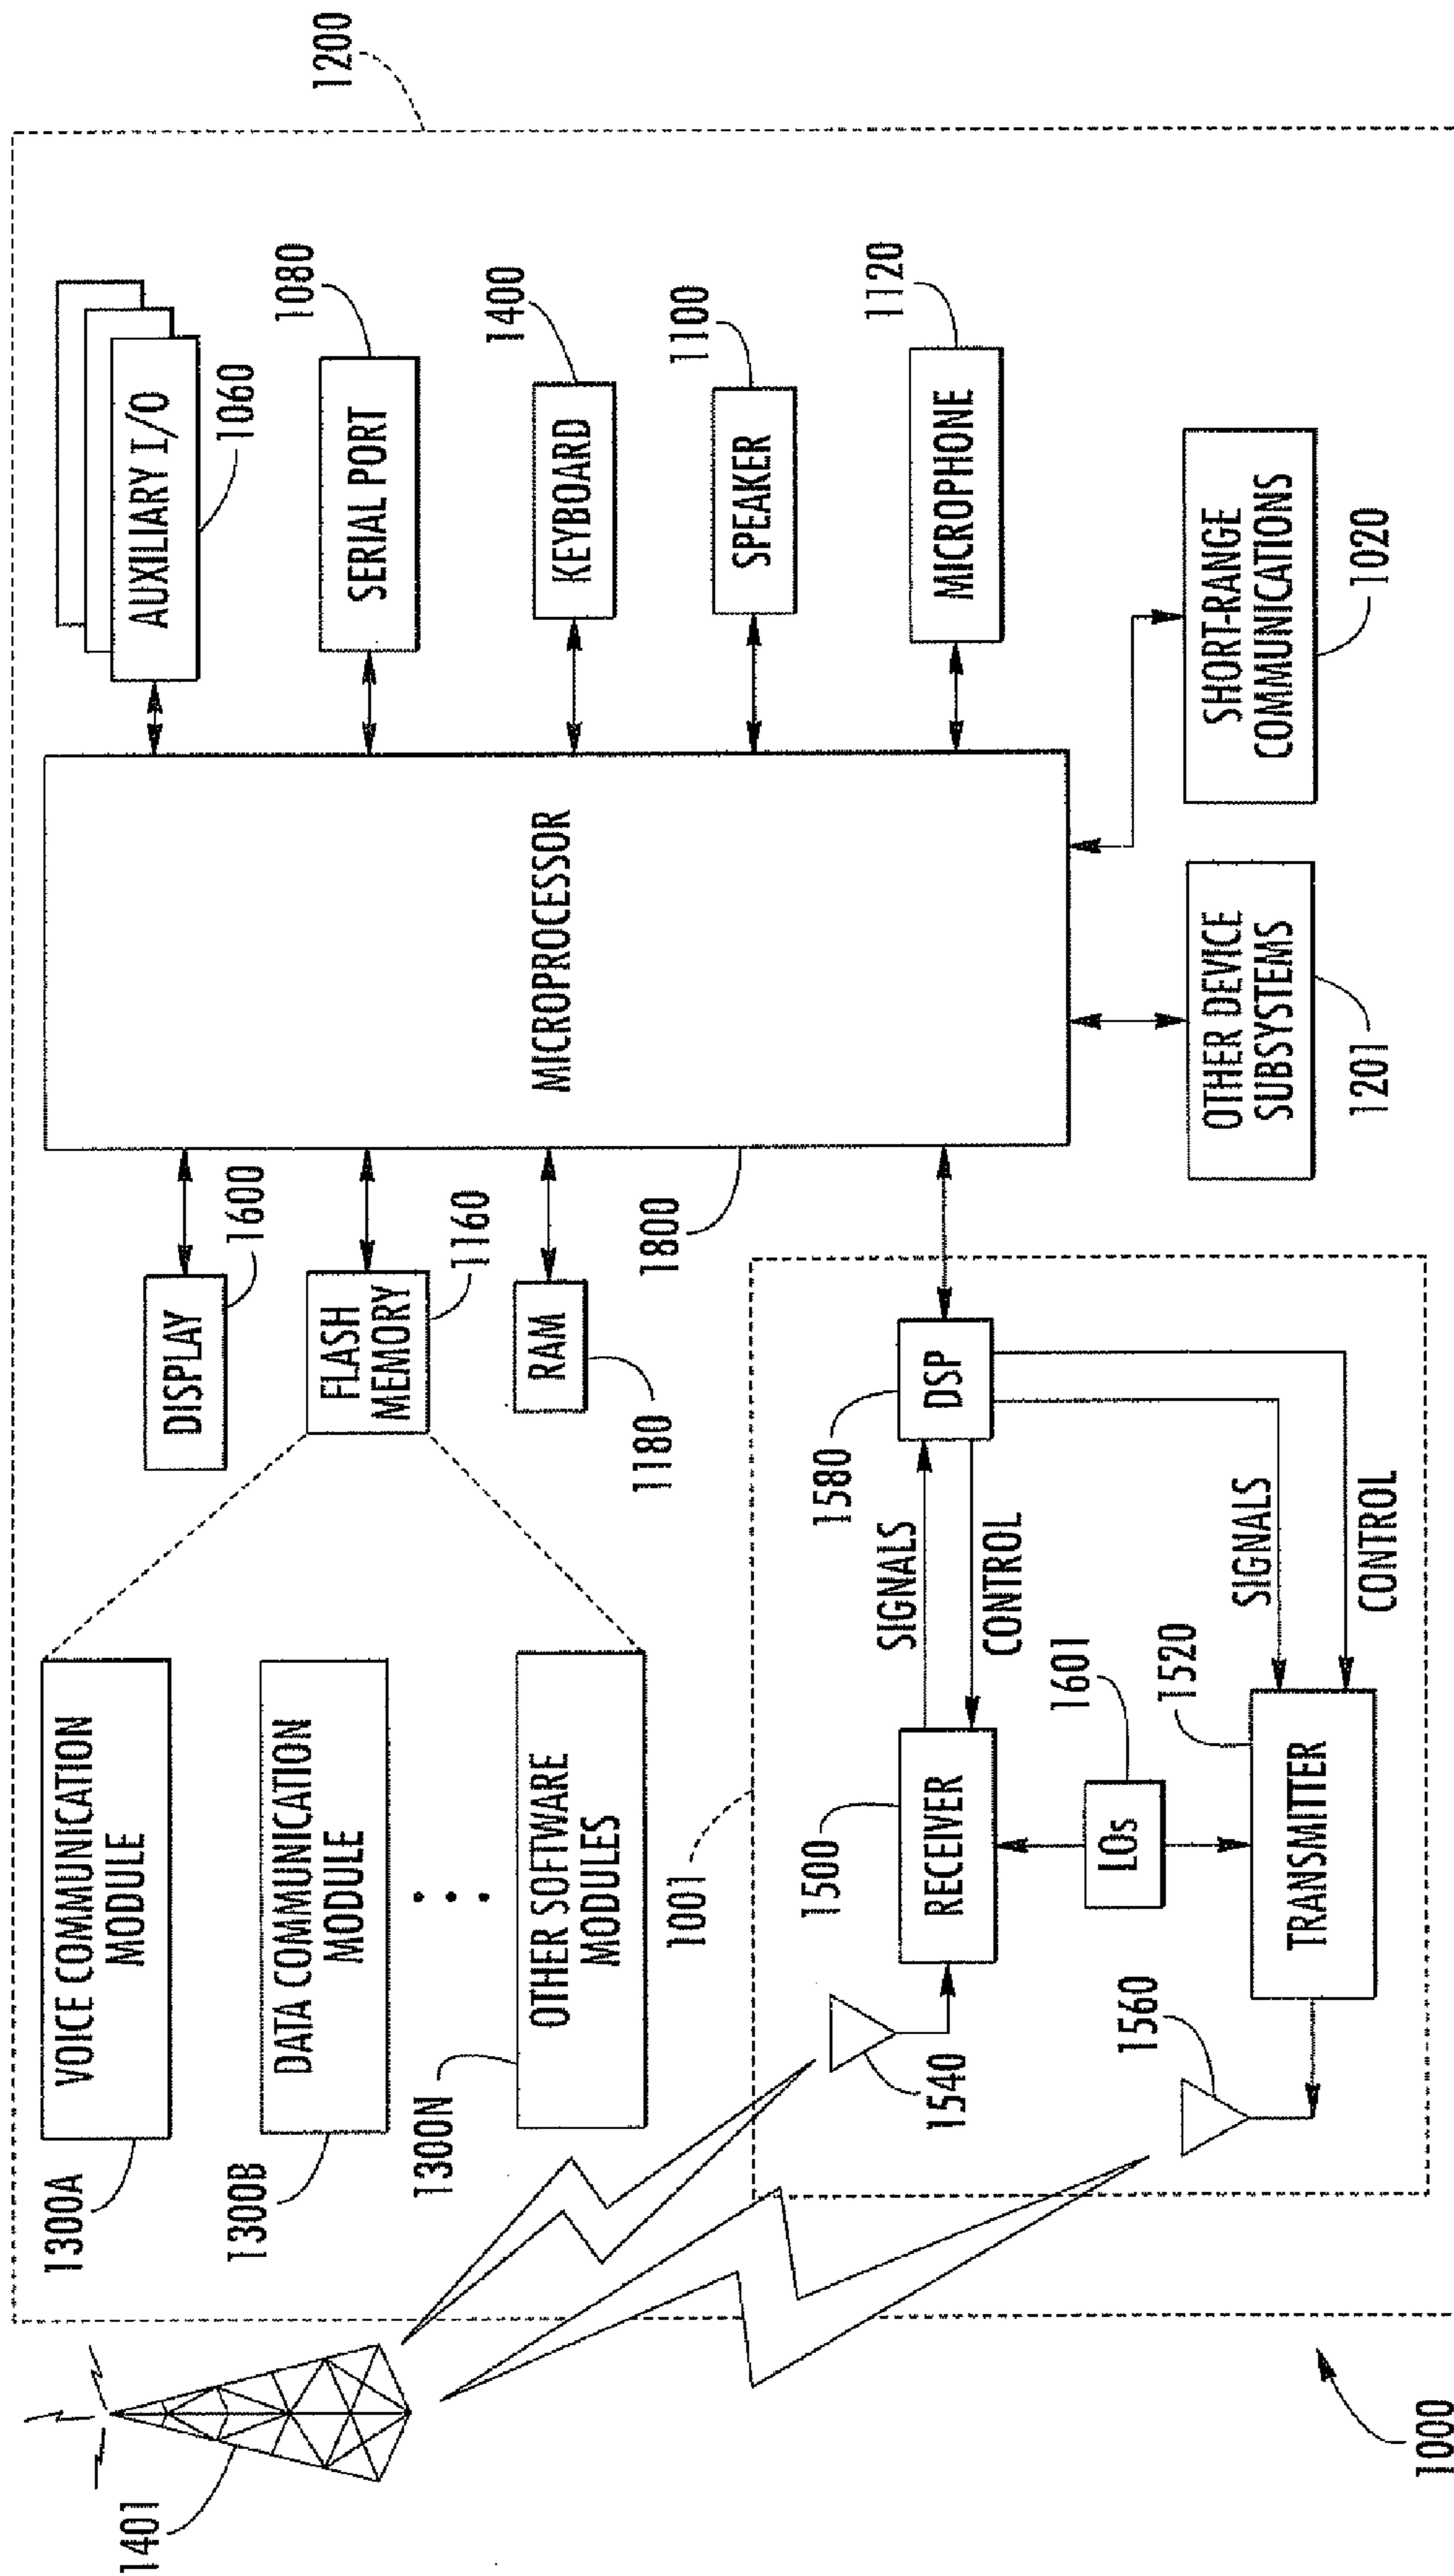 1200
AUXILIARY I/O
1060
SERIAL PORT
1080
KEYBOARD
1400
SPEAKER
1100
MICROPHONE
1120
SHORT-RANGE
COMMUNICATIONS
1020
MICROPROCESSOR
1800
OTHER DEVICE
SUBSYSTEMS
1201
DISPLAY
1600
FLASH
MEMORY
1160
RAM
1180
VOICE COMMUNICATION
MODULE
1300A
DATA COMMUNICATION
MODULE
1300B
OTHER SOFTWARE
MODULES
1300N
1001
DSP
1580
SIGNALS
CONTROL
SIGNALS
CONTROL
RECEIVER
1500
LOs
1601
TRANSMITTER
1520
1540
1560
1401
1000